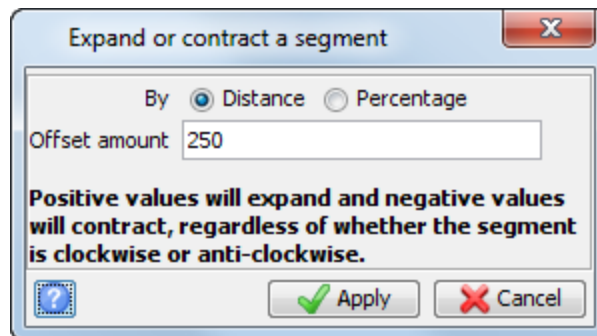 Expand or contract a segment
By Distance Percentage
Offset amount 250
Positive values will expand and negative values
will contract, regardless of whether the segment
is clockwise or anti-clockwise.
? Apply Cancel